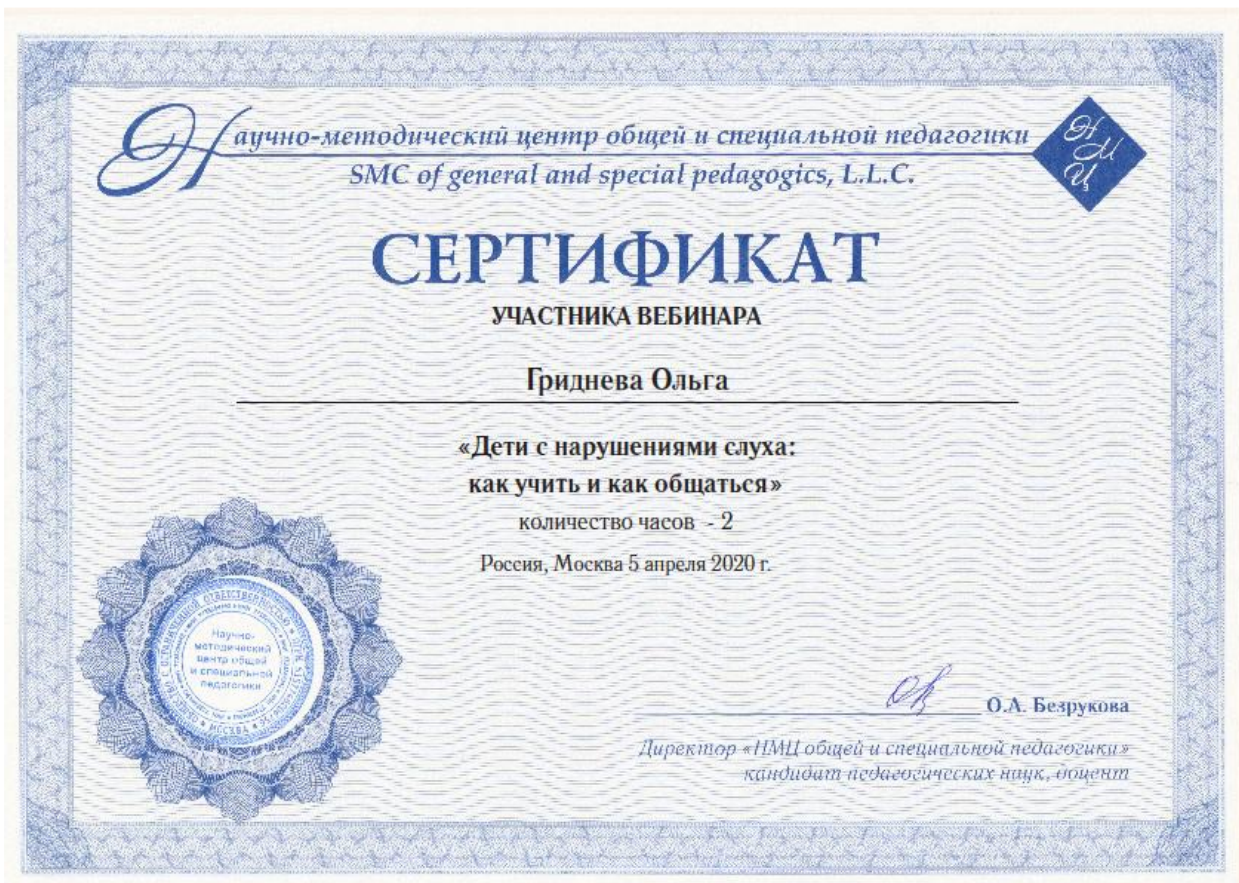 Научно-методический центр общей и специальной педагогики
SMC of general and special pedagogics, L.L.C.
НМЦ
СЕРТИФИКАТ
УЧАСТНИКА ВЕБИНАРА
Гриднева Ольга
«Дети с нарушениями слуха:
как учить и как общаться»
количество часов - 2
Россия, Москва 5 апреля 2020 г.
С ОГРАНИЧЕННОЙ ОТВЕТСТВЕННОСТЬЮ
МОСКВА
Научно-
методический
центр общей
и специальной
педагогики
О.А. Безрукова
Директор «НМЦ общей и специальной педагогики»
кандидат педагогических наук, доцент